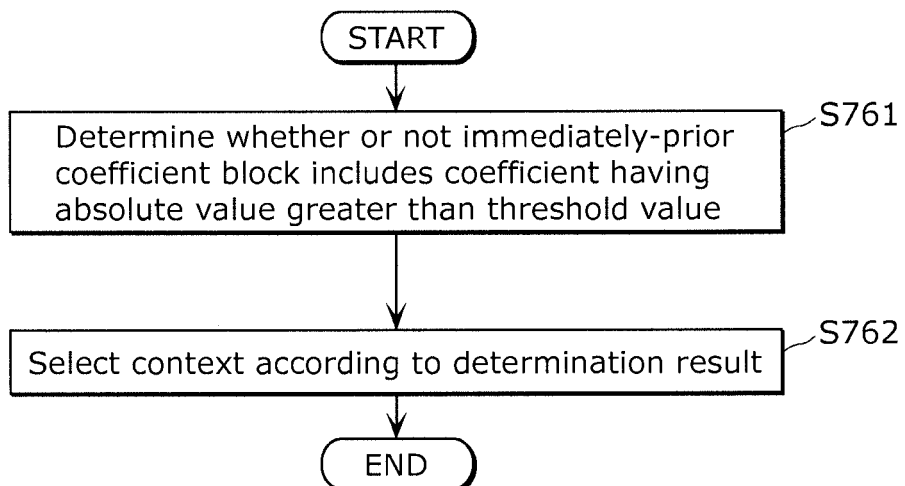 START
S761
Determine whether or not immediately-prior
coefficient block includes coefficient having
absolute value greater than threshold value
S762
Select context according to determination result
END